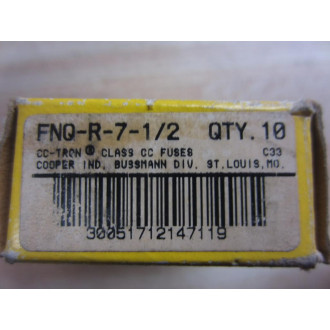 FNQ-R-7-1/2 QTY.10
CC-TRON® CLASS CC FUSES C33
COOPER IND. BUSSMANN DIV. ST.LOUIS,MO.
30051712147119